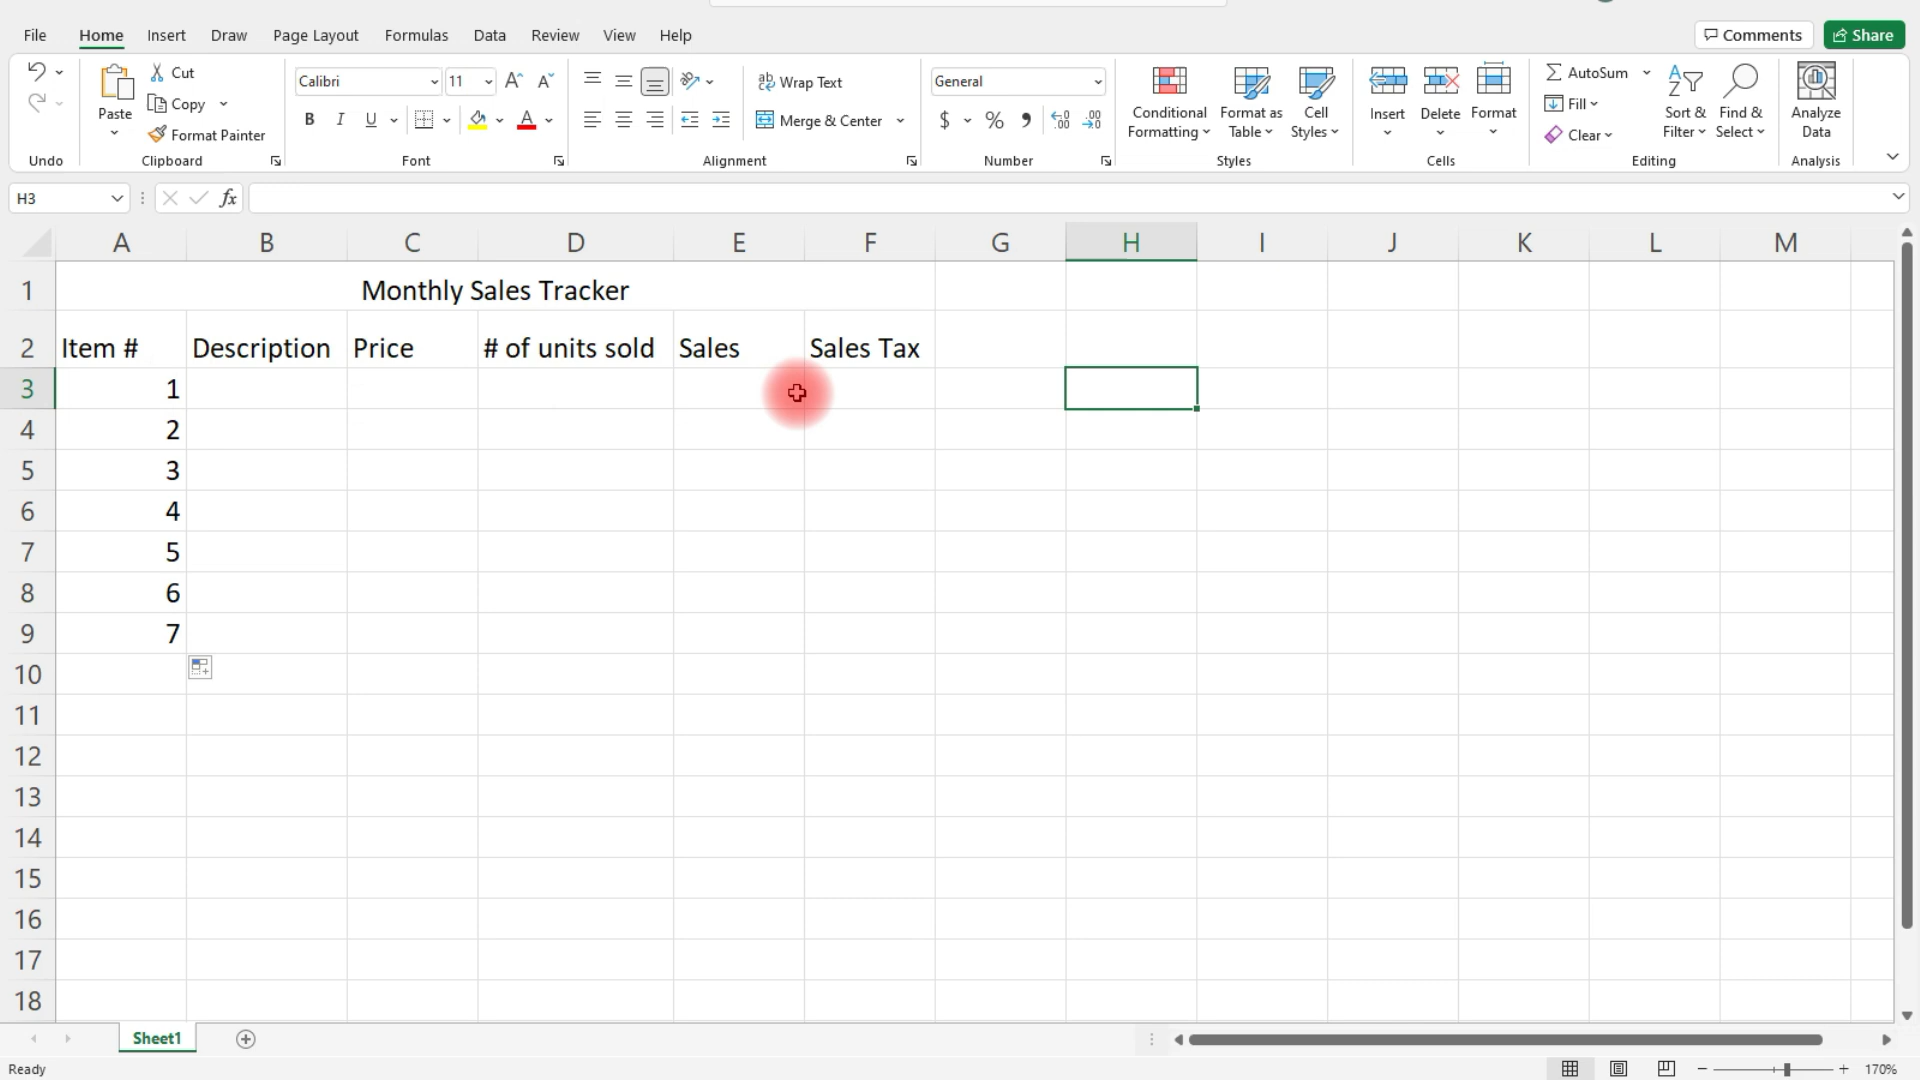 File Home Insert Draw Page Layout Formulas Data Review View Help Comments Share
Cut
Copy
Format Painter
Paste
Undo
Clipboard
Calibri 11
B I U A
Font
ab Wrap Text
Merge & Center
Alignment
General
$ % ,
Number
Conditional
Formatting
Format as
Table
Cell
Styles
Styles
Insert
Delete
Format
Cells
AutoSum
Fill
Clear
Sort &
Filter
Find &
Select
Editing
Analyze
Data
Analysis
H3 fx
A B C D E F G H I J K L M
1 Monthly Sales Tracker
2 Item # Description Price # of units sold Sales Sales Tax
3 1
4 2
5 3
6 4
7 5
8 6
9 7
10
11
12
13
14
15
16
17
18
Sheet1
Ready 170%